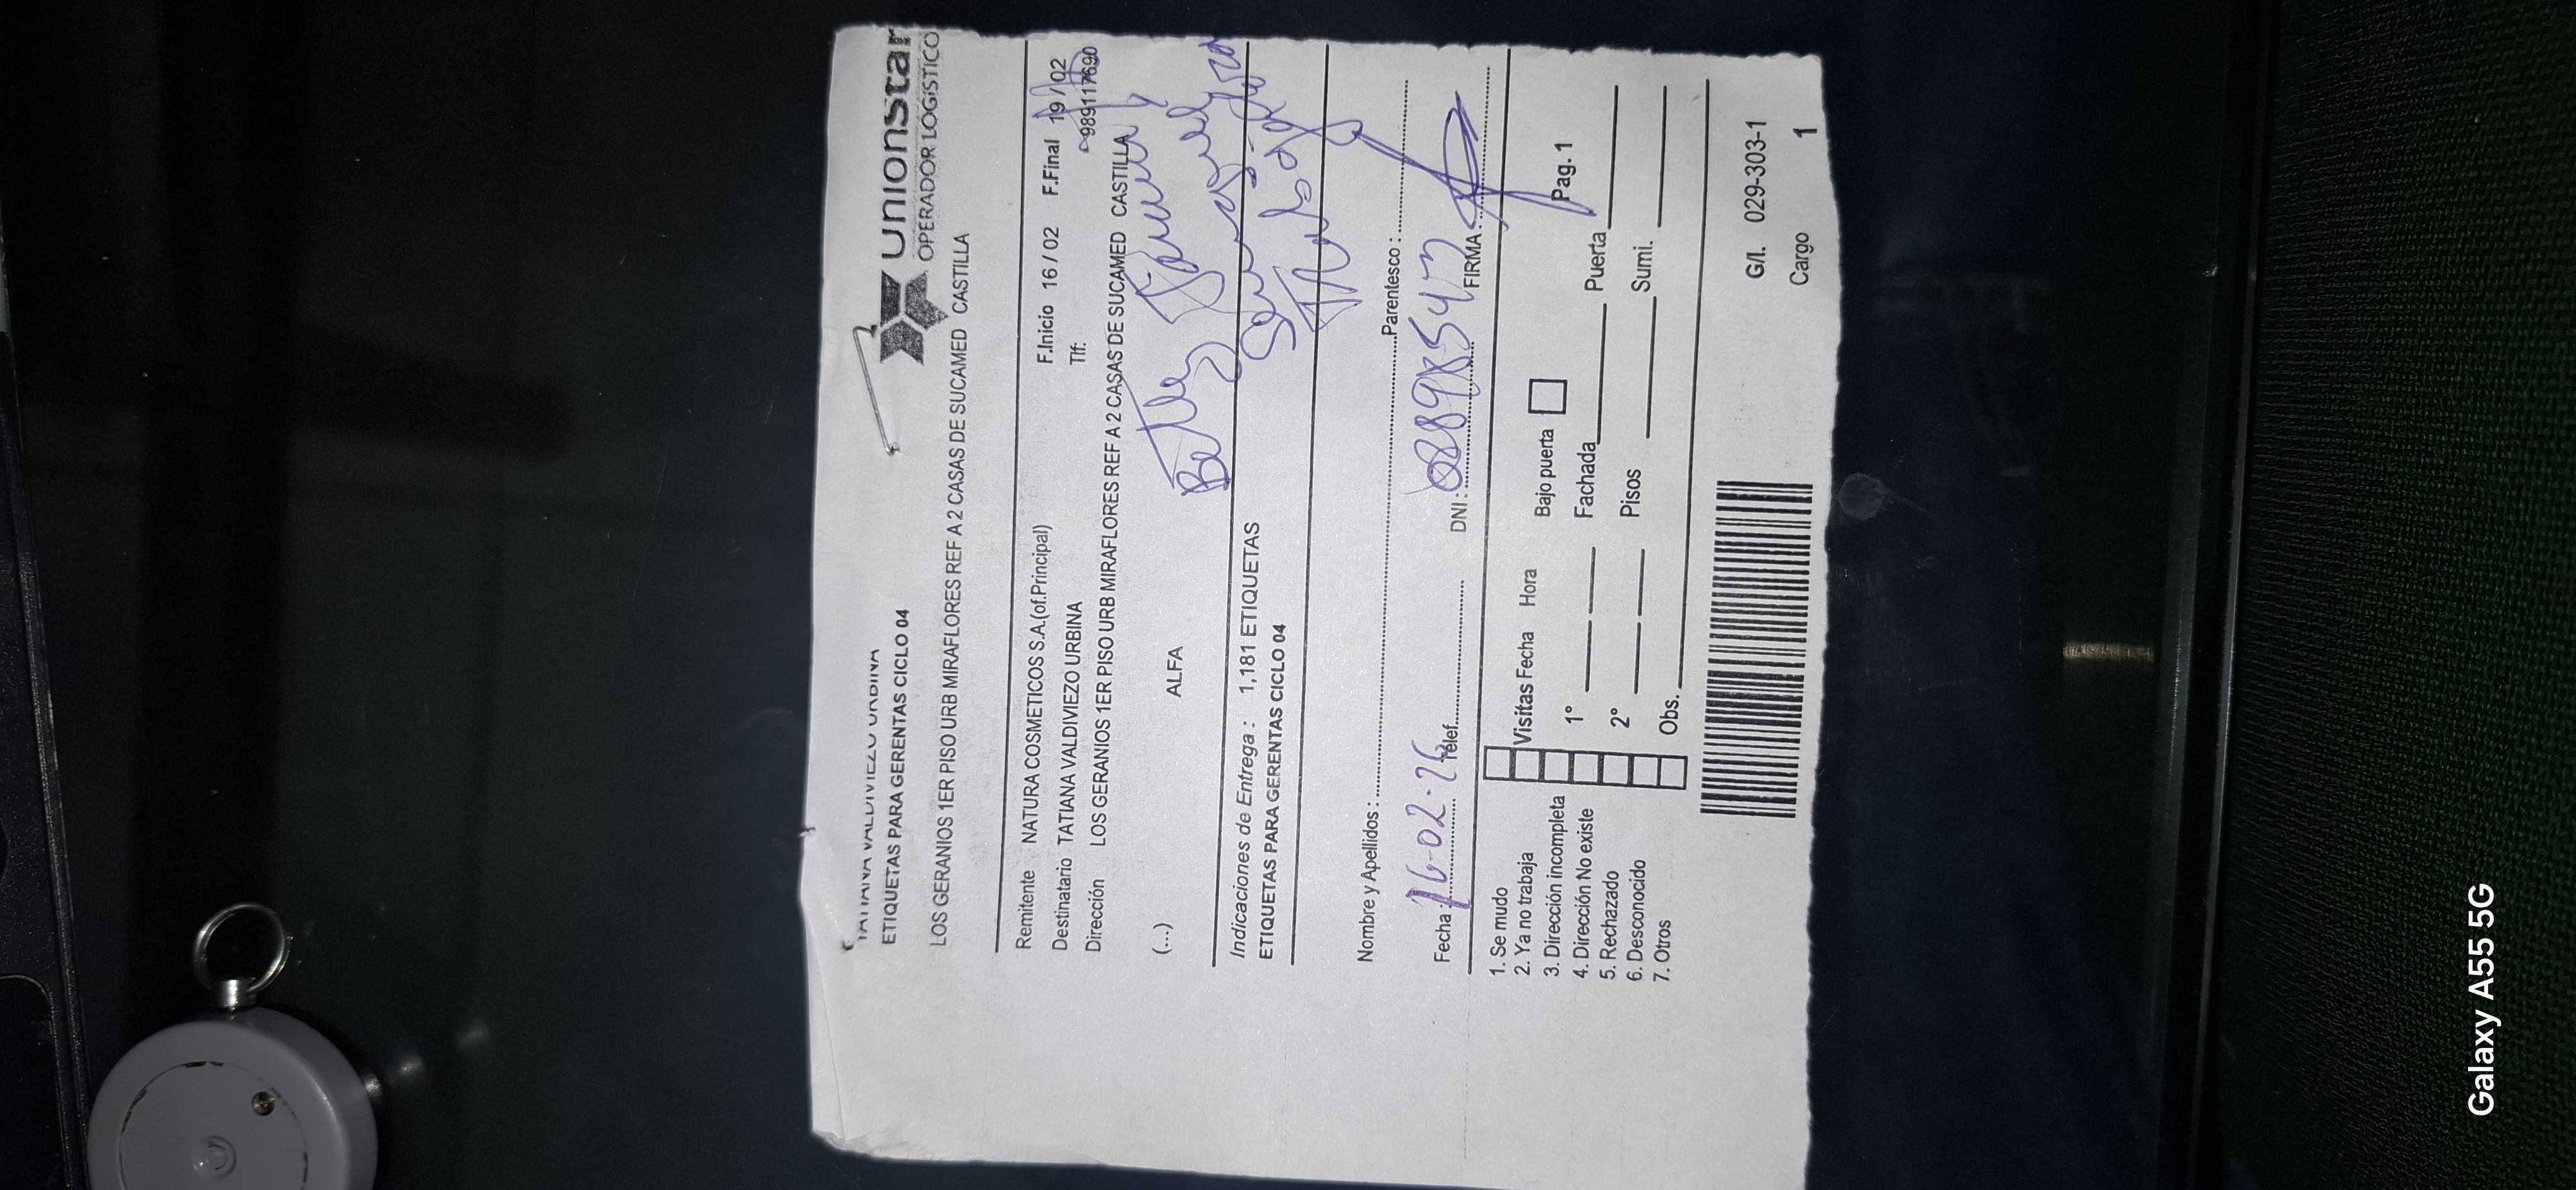 TATIANA VALDIVIEZO URBINA
ETIQUETAS PARA GERENTAS CICLO 04
unionstar
OPERADOR LOGÍSTICO
LOS GERANIOS 1ER PISO URB MIRAFLORES REF A 2 CASAS DE SUCAMED CASTILLA
Remitente NATURA COSMETICOS S.A.(of.Principal) F.Inicio 16 / 02 F.Final 19 / 02
Destinatario TATIANA VALDIVIEZO URBINA Tlf: 989117690
Dirección LOS GERANIOS 1ER PISO URB MIRAFLORES REF A 2 CASAS DE SUCAMED CASTILLA
(...) ALFA
Indicaciones de Entrega : 1,181 ETIQUETAS
ETIQUETAS PARA GERENTAS CICLO 04
Nombre y Apellidos : Parentesco :
Fecha : 16-02-26 Telef. DNI : FIRMA :
1. Se mudo
2. Ya no trabaja
3. Dirección incompleta
4. Dirección No existe
5. Rechazado
6. Desconocido
7. Otros
Visitas Fecha Hora Bajo puerta Pag. 1
1° Fachada Puerta
2° Pisos Sumi.
Obs.
G/I. 029-303-1
Cargo 1
Galaxy A55 5G